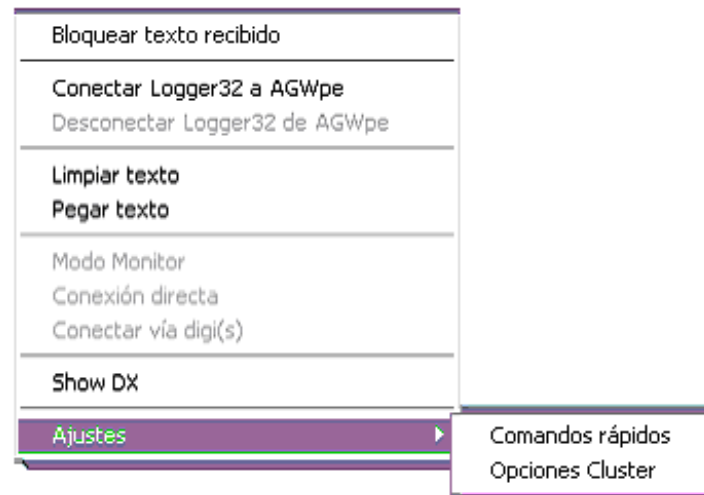 Bloquear texto recibido
Conectar Logger32 a AGWpe
Desconectar Logger32 de AGWpe
Limpiar texto
Pegar texto
Modo Monitor
Conexión directa
Conectar vía digi(s)
Show DX
Ajustes
Comandos rápidos
Opciones Cluster